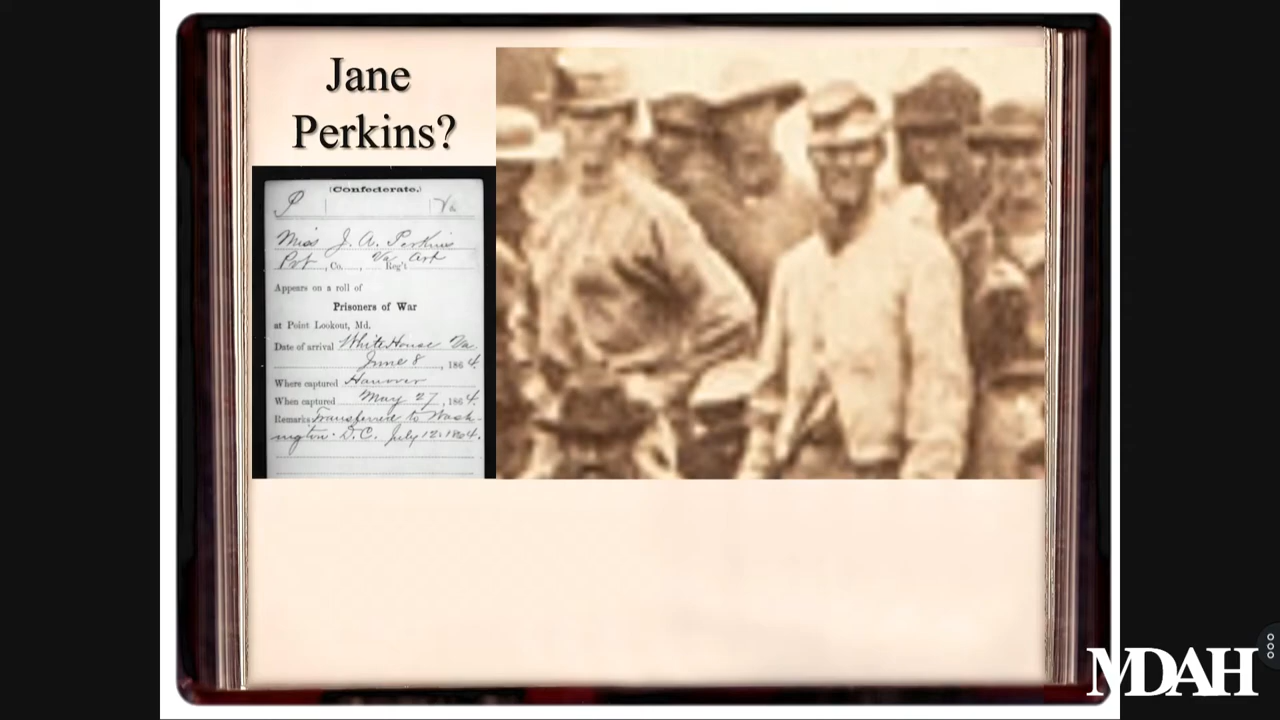 Jane
Perkins?
(Confederate.)
P Va
Miss J. A. Perkins
Pvt , Co. , Va Art Reg't
Appears on a roll of
Prisoners of War
at Point Lookout, Md.
Date of arrival White House Va.
June 8 , 1864.
Where captured Hanover
When captured May 27 , 1864.
Remarks Transferred to Wash-
ington D.C. July 12. 1864.
MDAH